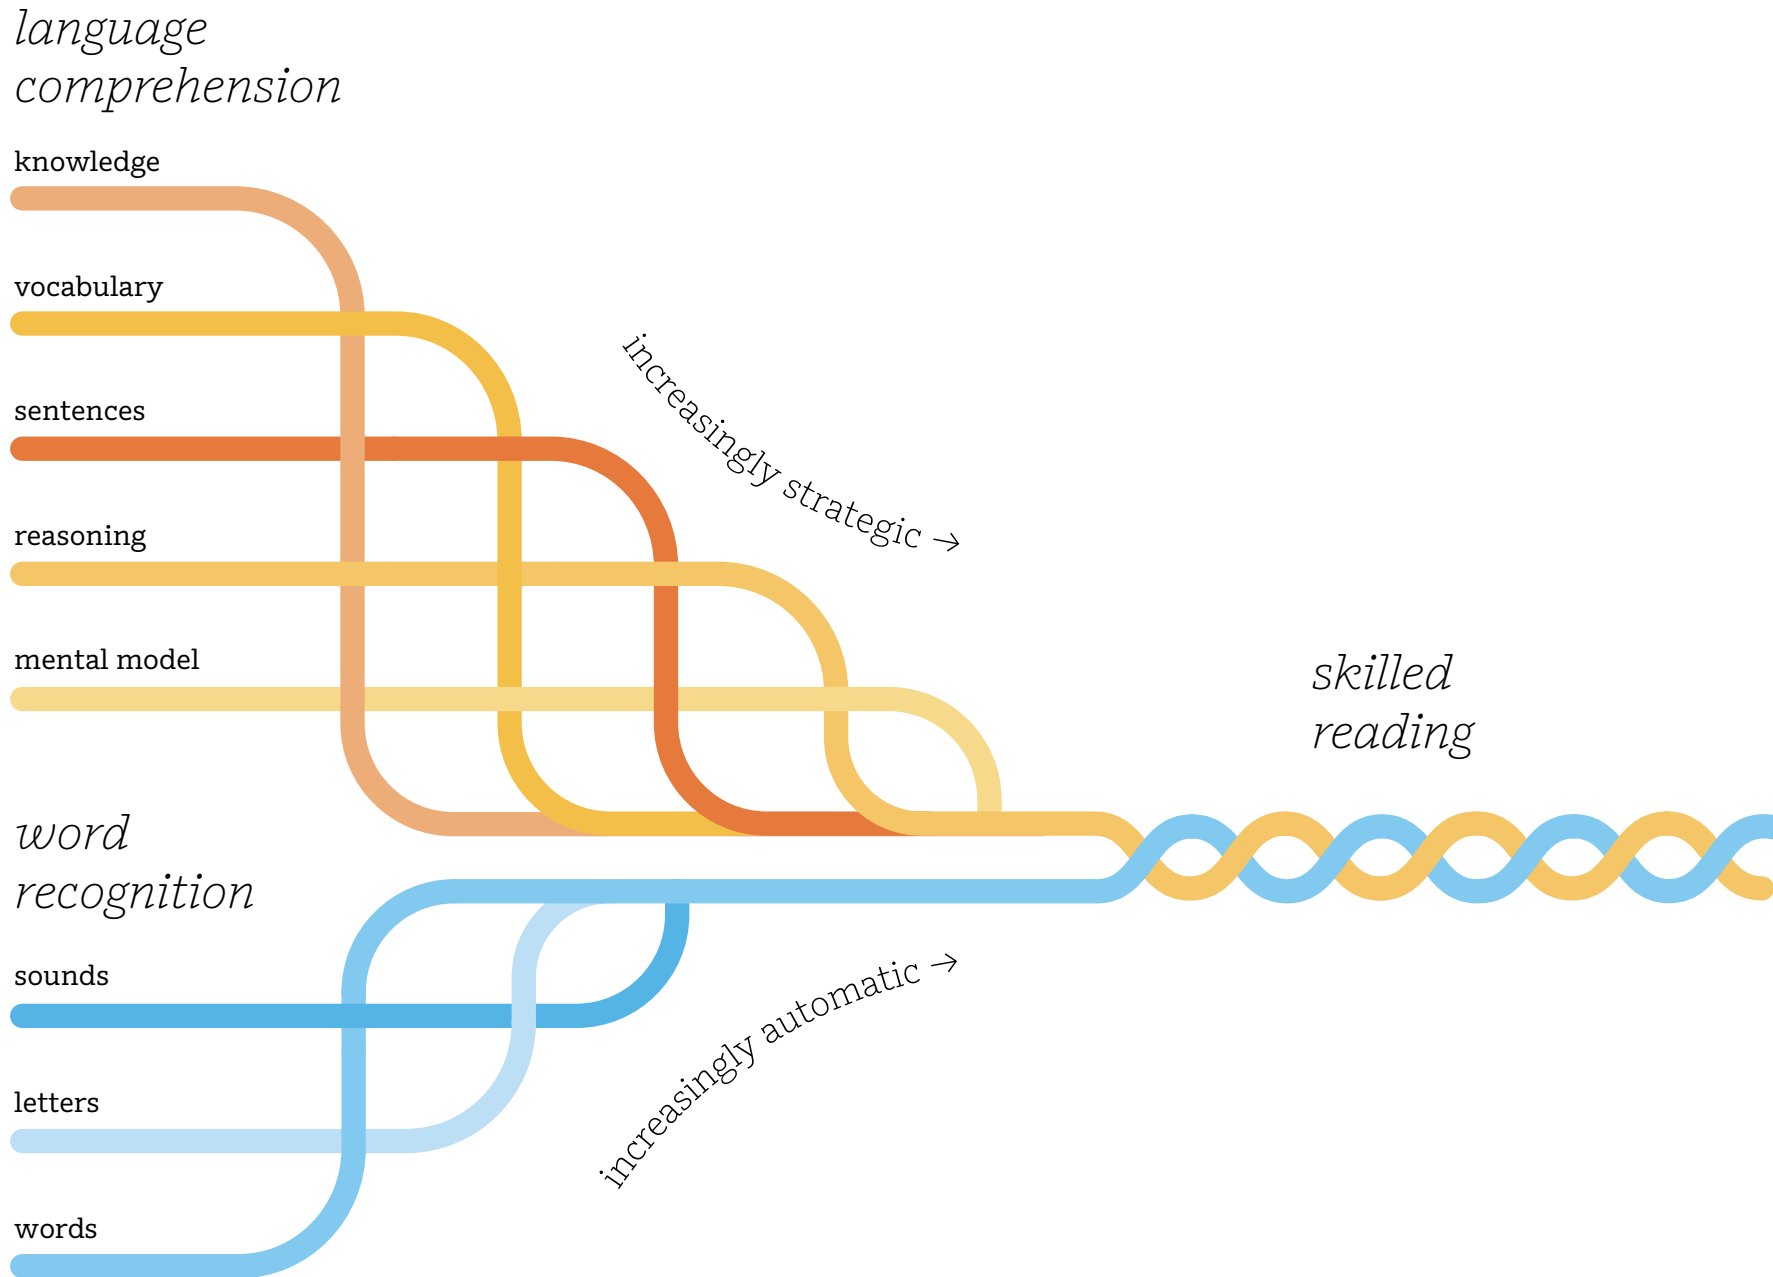 language
comprehension
knowledge
vocabulary
sentences
reasoning
mental model
increasingly strategic →
skilled
reading
word
recognition
sounds
letters
words
increasingly automatic →